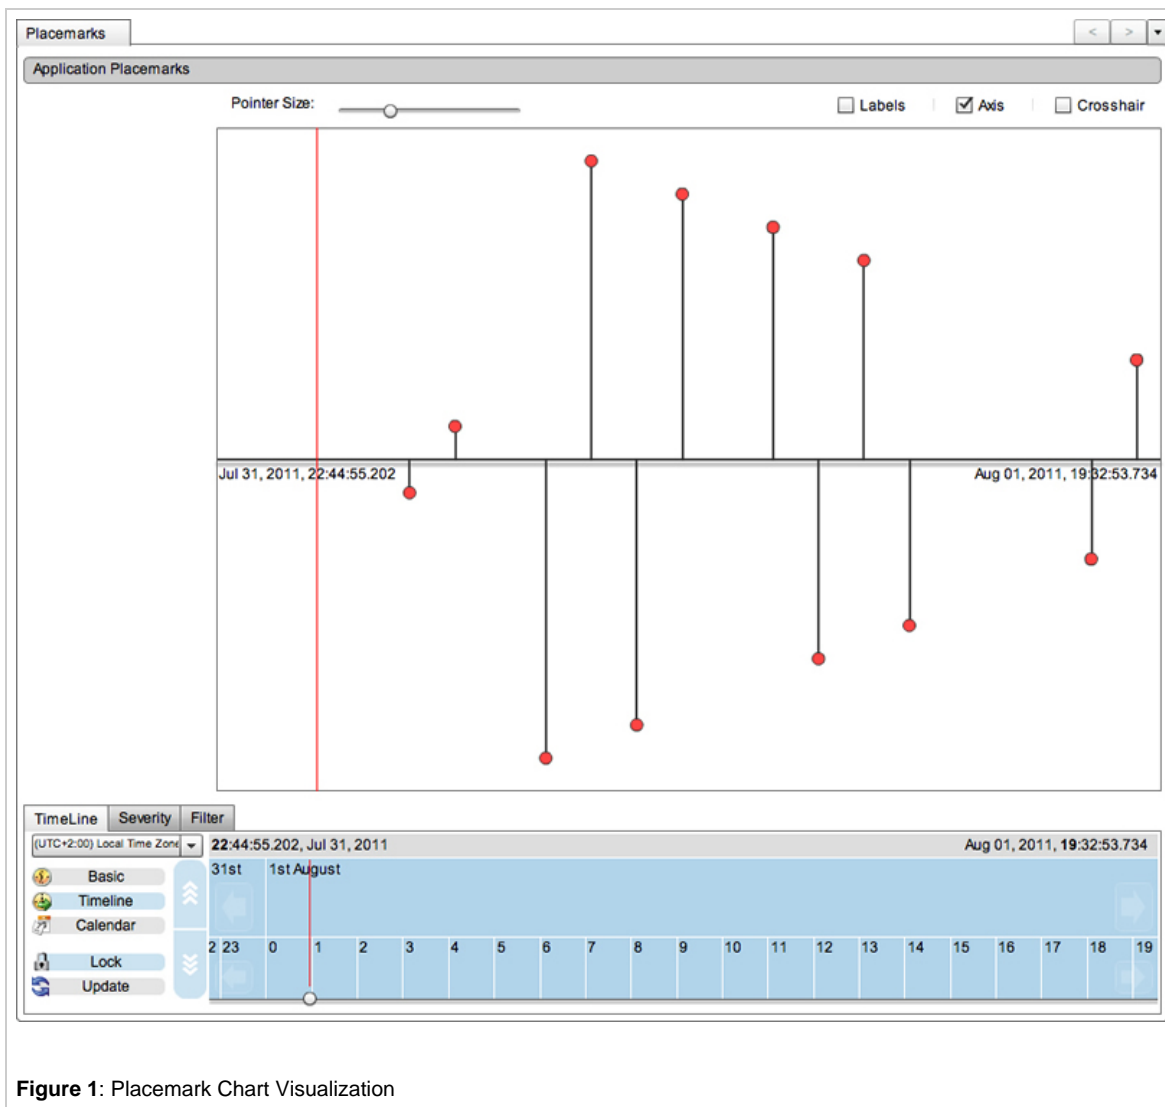 Placemarks
< >
Application Placemarks
Pointer Size: Labels Axis Crosshair
Jul 31, 2011, 22:44:55.202 Aug 01, 2011, 19:32:53.734
TimeLine Severity Filter
(UTC+2:00) Local Time Zone 22:44:55.202, Jul 31, 2011 Aug 01, 2011, 19:32:53.734
Basic
Timeline
Calendar
Lock
Update
31st 1st August
2 23 0 1 2 3 4 5 6 7 8 9 10 11 12 13 14 15 16 17 18 19
Figure 1: Placemark Chart Visualization